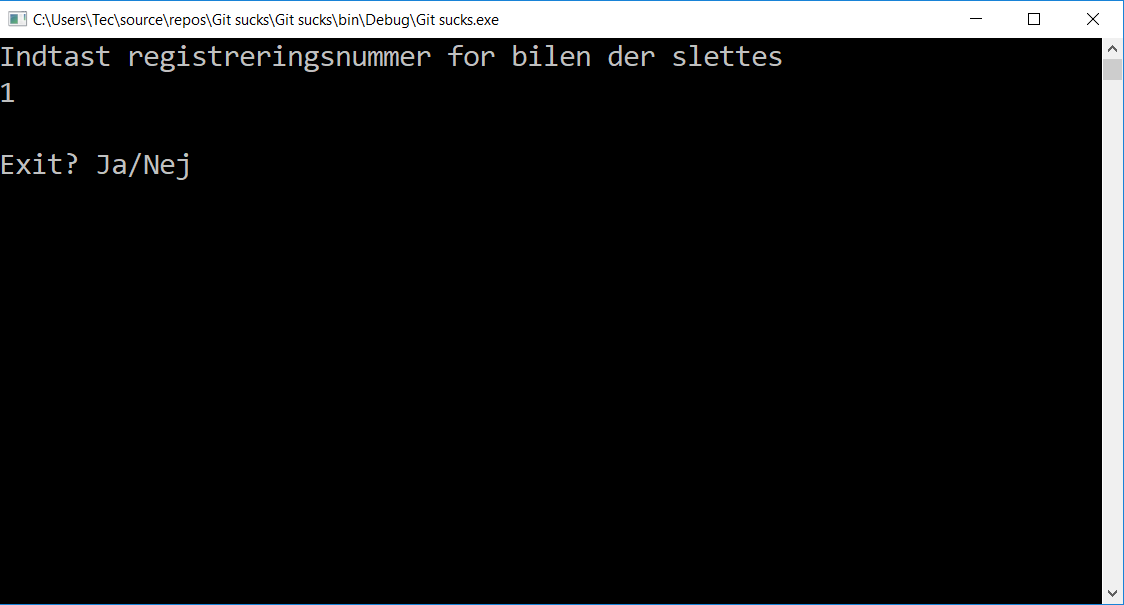 C:\Users\Tec\source\repos\Git sucks\Git sucks\bin\Debug\Git sucks.exe
Indtast registreringsnummer for bilen der slettes
1
Exit? Ja/Nej